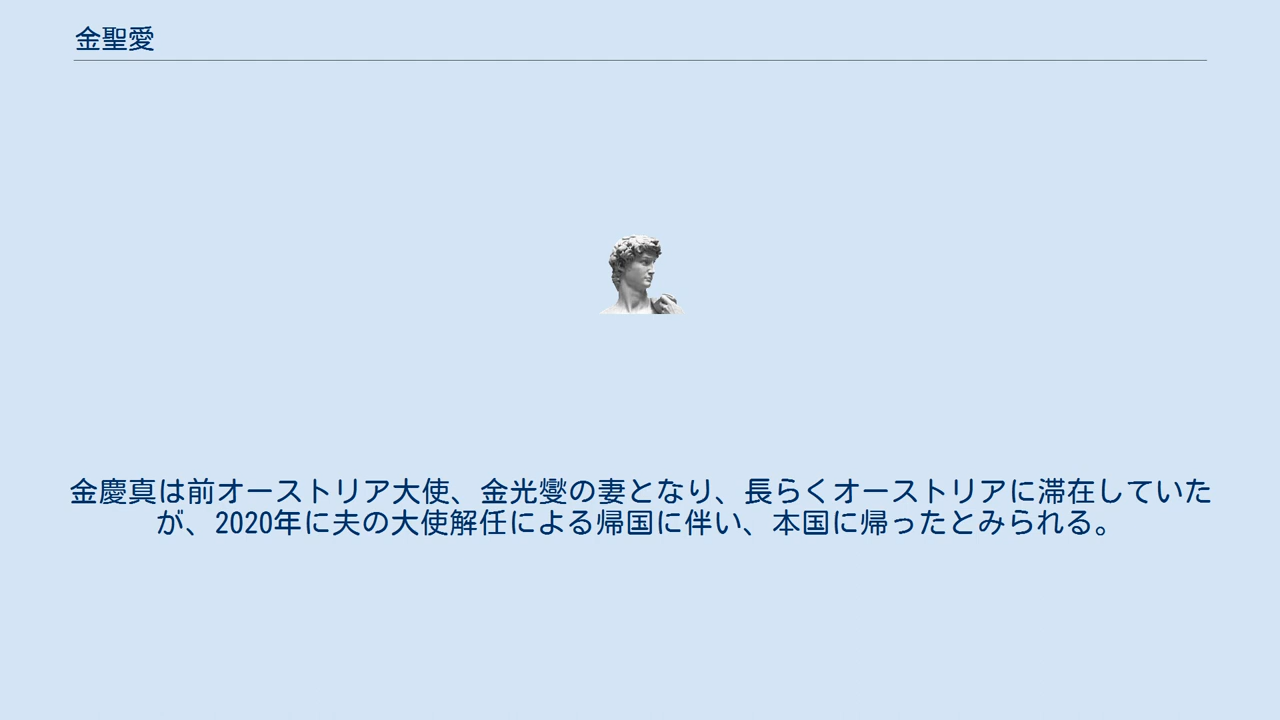 金聖愛
金慶真は前オーストリア大使、金光燮の妻となり、長らくオーストリアに滞在していた
が、2020年に夫の大使解任による帰国に伴い、本国に帰ったとみられる。